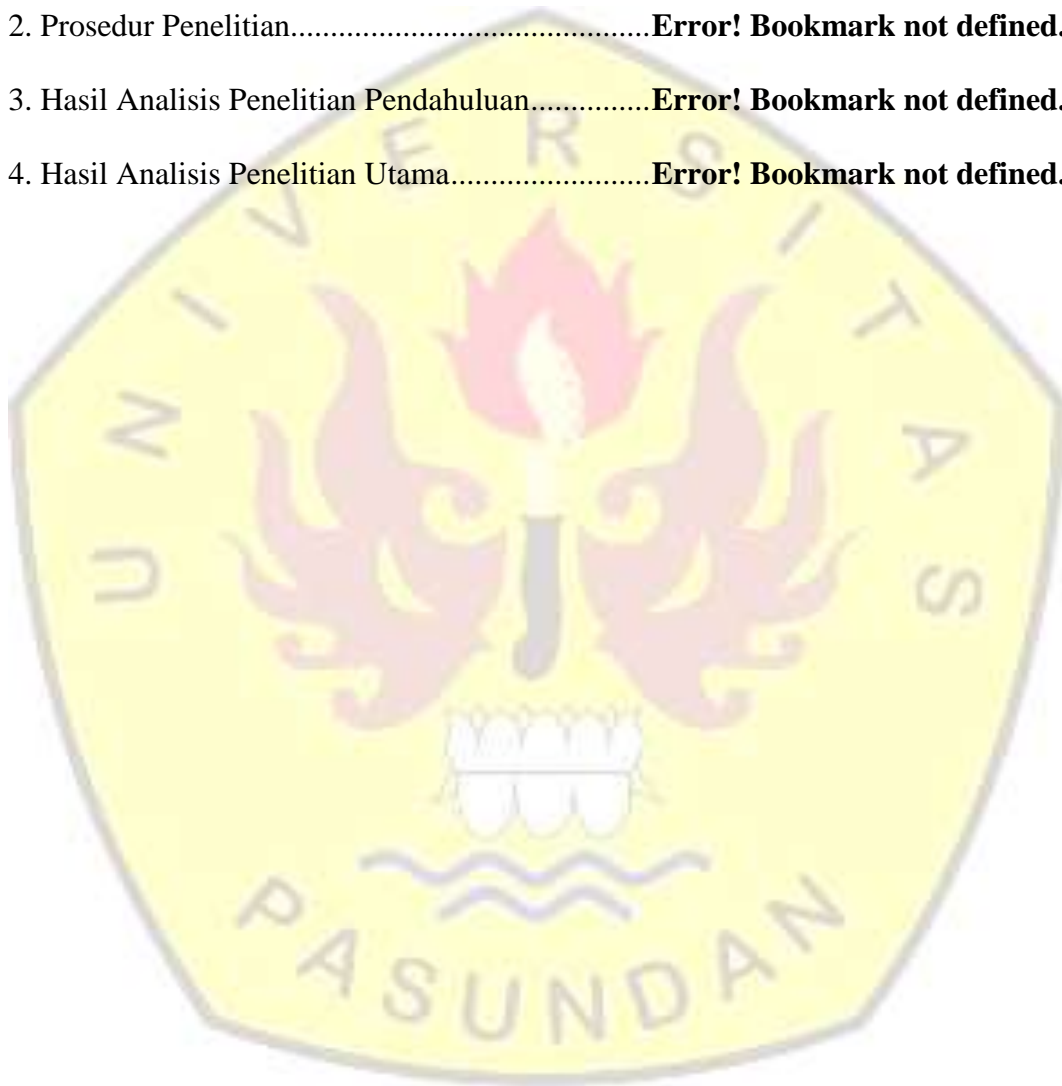 2. Prosedur Penelitian.............................................Error! Bookmark not defined.
3. Hasil Analisis Penelitian Pendahuluan...............Error! Bookmark not defined.
4. Hasil Analisis Penelitian Utama.........................Error! Bookmark not defined.
UNIVERSITAS
PASUNDAN